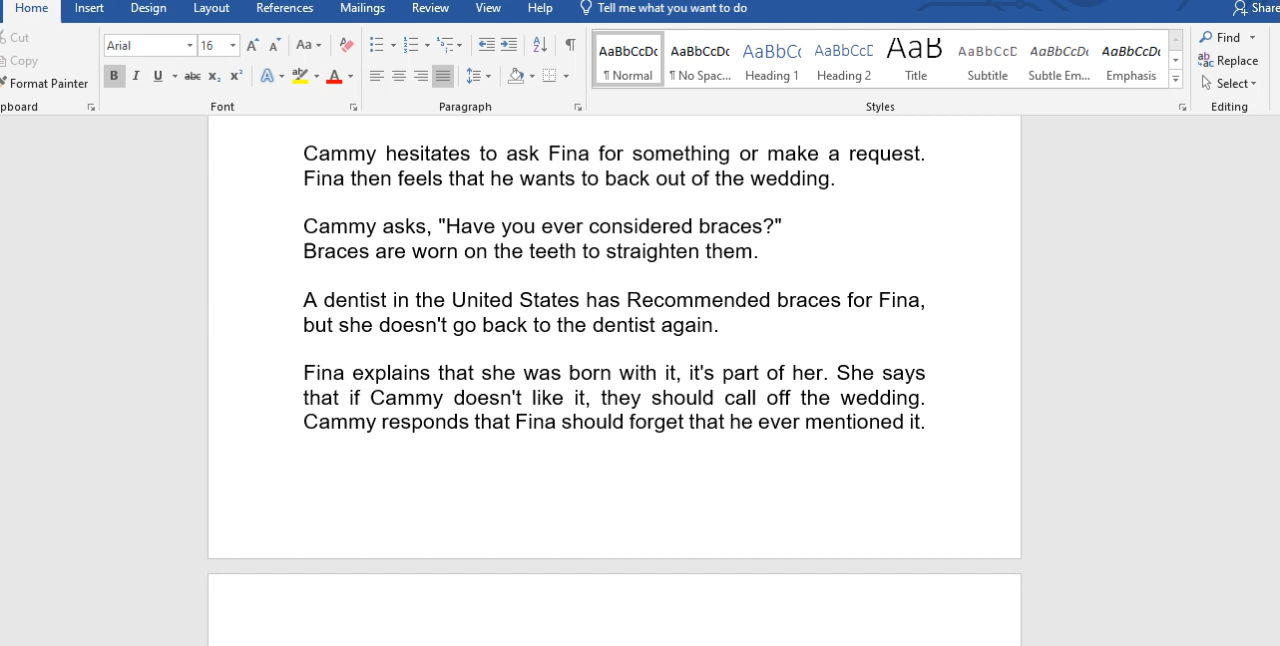 Home Insert Design Layout References Mailings Review View Help Tell me what you want to do Share
Cut
Copy
Format Painter
pboard
Arial 16
Aa
B I U abc X₂ X²
A
Font
Paragraph
AaBbCcDc AaBbCcDc AaBbCc AaBbCcC AaB AaBbCcD AaBbCcDc AaBbCcDc
¶ Normal ¶ No Spac... Heading 1 Heading 2 Title Subtitle Subtle Em... Emphasis
Styles
Find
Replace
Select
Editing
Cammy hesitates to ask Fina for something or make a request.
Fina then feels that he wants to back out of the wedding.
Cammy asks, "Have you ever considered braces?"
Braces are worn on the teeth to straighten them.
A dentist in the United States has Recommended braces for Fina,
but she doesn't go back to the dentist again.
Fina explains that she was born with it, it's part of her. She says
that if Cammy doesn't like it, they should call off the wedding.
Cammy responds that Fina should forget that he ever mentioned it.